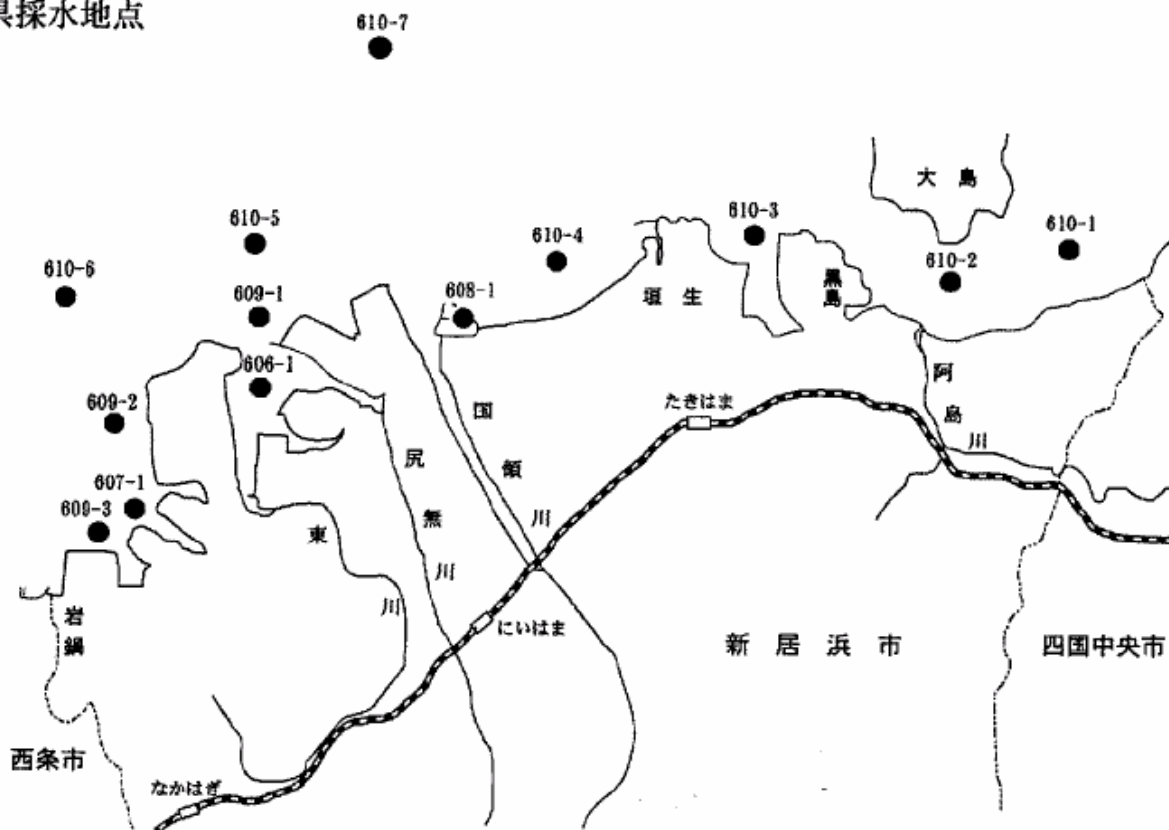 県採水地点
610-7
大島
610-5
610-3
610-1
610-4
610-6
610-2
黒島
609-1
608-1
垣生
606-1
阿島川
609-2
国領川
たきはま
尻無川
607-1
609-3
東川
岩鍋
にいはま
新居浜市
四国中央市
西条市
なかはぎ